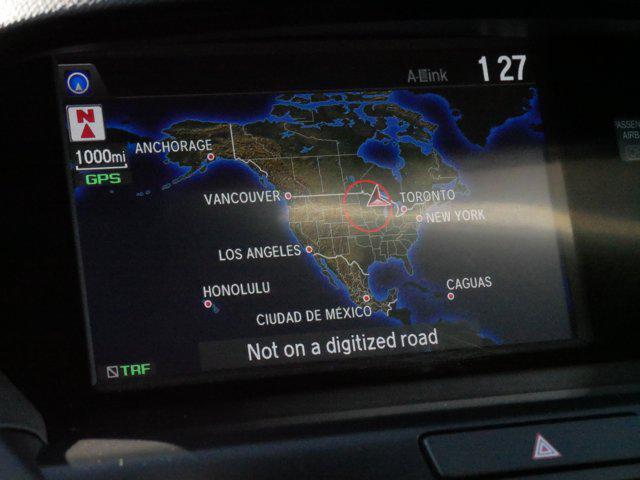 A-Link
1 27
N
1000mi
GPS
ANCHORAGE
VANCOUVER
TORONTO
NEW YORK
LOS ANGELES
HONOLULU
CAGUAS
CIUDAD DE MÉXICO
Not on a digitized road
TRF
AIRB